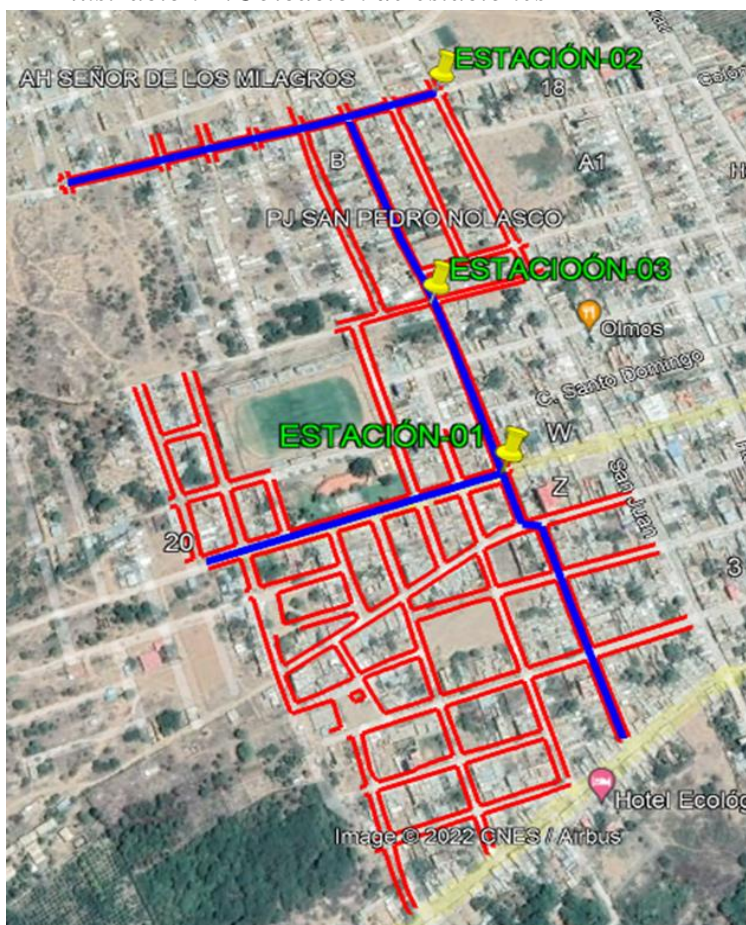 ESTACIÓN-02
AH SEÑOR DE LOS MILAGROS
18
Colón
B
A1
PJ SAN PEDRO NOLASCO
ESTACIOÓN-03
Olmos
C. Santo Domingo
ESTACIÓN-01
W
Z
San Juan
20
3
Hotel Ecológ
Image © 2022 CNES / Airbus